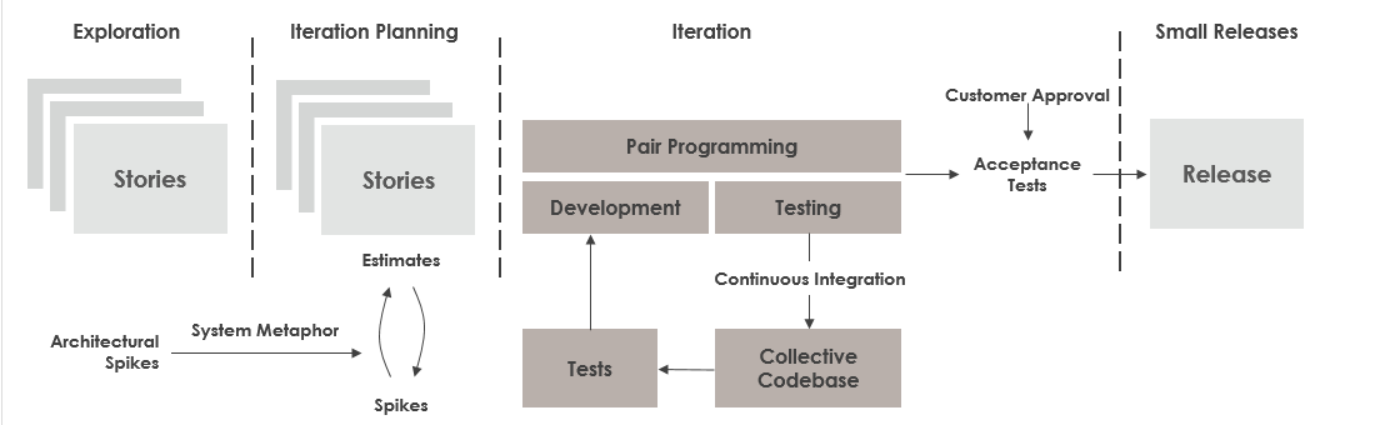 Exploration
Iteration Planning
Iteration
Small Releases
Stories
Stories
Estimates
Architectural
Spikes
System Metaphor
Spikes
Pair Programming
Development
Testing
Continuous Integration
Tests
Collective
Codebase
Customer Approval
Acceptance
Tests
Release